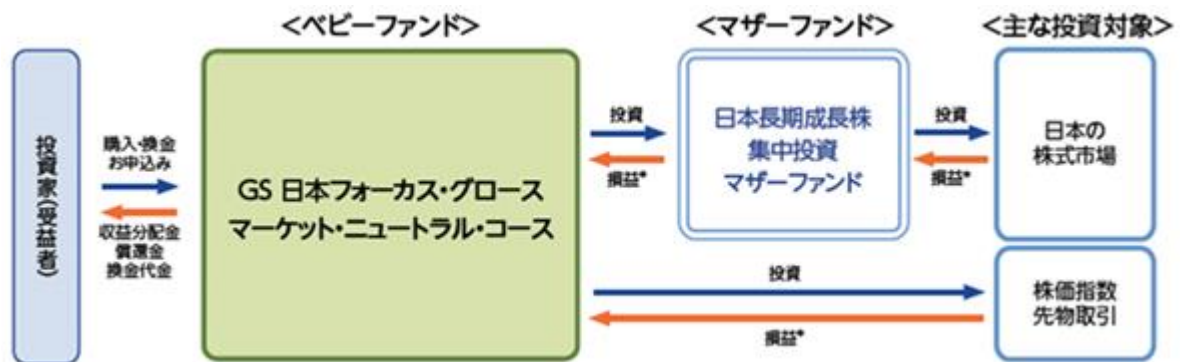 <ベビーファンド>
<マザーファンド>
<主な投資対象>
投資家(受益者)
購入・換金
お申込み
収益分配金
償還金
換金代金
GS 日本フォーカス・グロース
マーケット・ニュートラル・コース
投資
損益*
日本長期成長株
集中投資
マザーファンド
投資
損益*
日本の
株式市場
投資
損益*
株価指数
先物取引